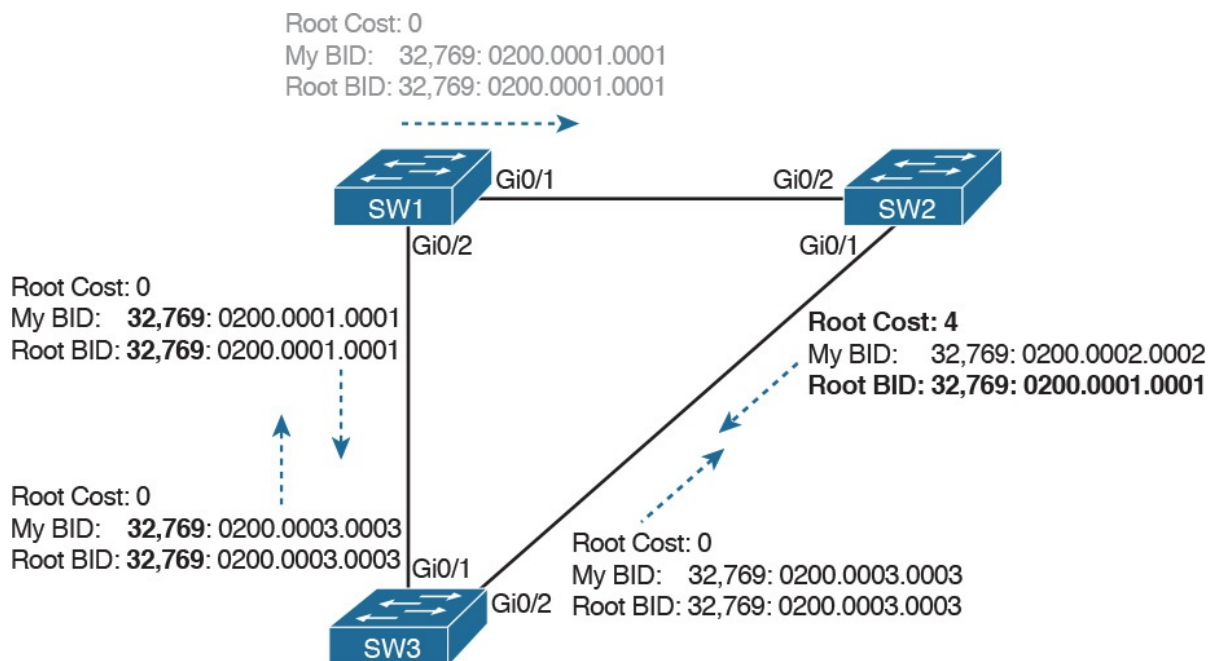 Root Cost: 0
My BID: 32,769: 0200.0001.0001
Root BID: 32,769: 0200.0001.0001
Gi0/1
Gi0/2
SW1
SW2
Gi0/2
Gi0/1
Root Cost: 0
My BID: 32,769: 0200.0001.0001
Root BID: 32,769: 0200.0001.0001
Root Cost: 4
My BID: 32,769: 0200.0002.0002
Root BID: 32,769: 0200.0001.0001
Root Cost: 0
My BID: 32,769: 0200.0003.0003
Root BID: 32,769: 0200.0003.0003
Root Cost: 0
My BID: 32,769: 0200.0003.0003
Root BID: 32,769: 0200.0003.0003
Gi0/1
Gi0/2
SW3